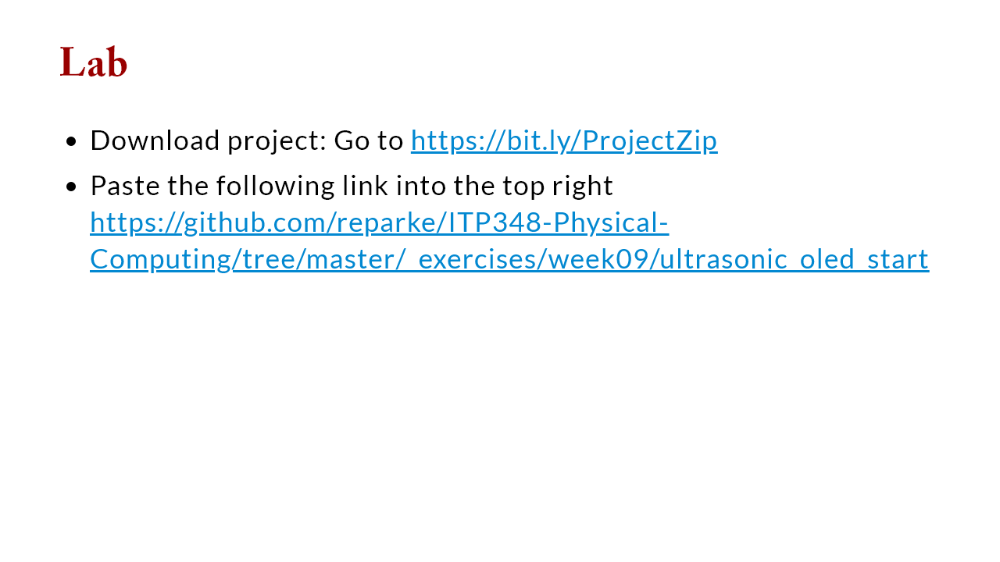 Lab
• Download project: Go to https://bit.ly/ProjectZip
• Paste the following link into the top right
https://github.com/reparke/ITP348-Physical-
Computing/tree/master/_exercises/week09/ultrasonic_oled_start